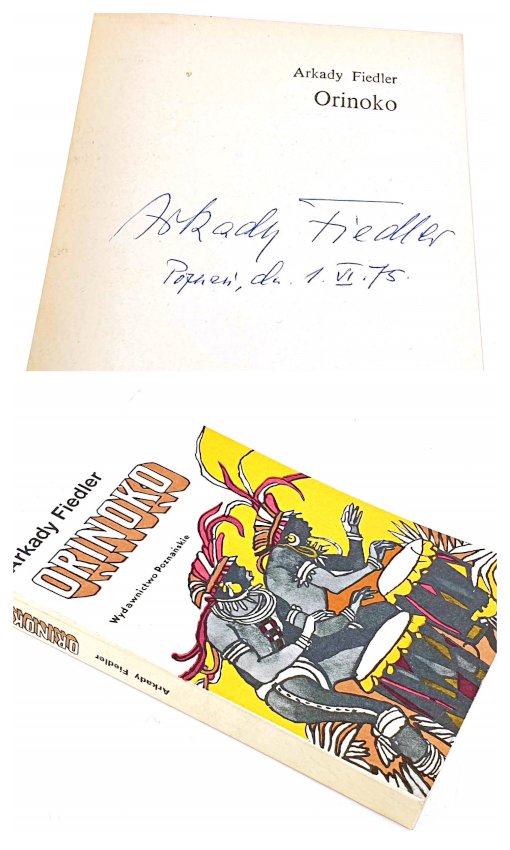 Arkady Fiedler
Orinoko
Arkady Fiedler
Poznań, dn. 1.VI.75.
Arkady Fiedler
ORINOKO
Wydawnictwo Poznańskie
ORINOKO
Arkady Fiedler